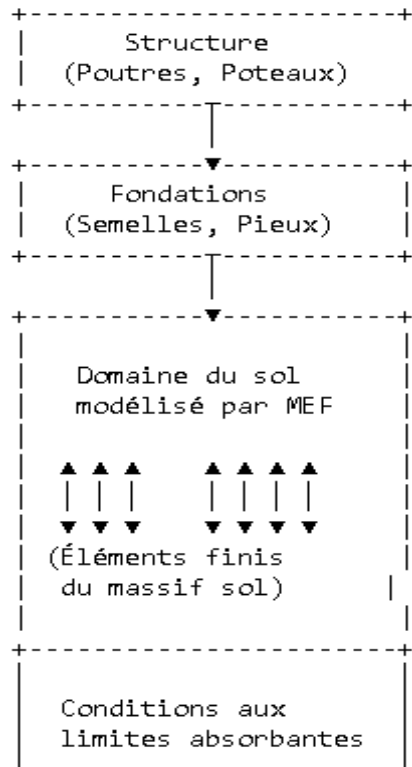 Structure
(Poutres, Poteaux)
Fondations
(Semelles, Pieux)
Domaine du sol
modélisé par MEF
(Éléments finis
du massif sol)
Conditions aux
limites absorbantes